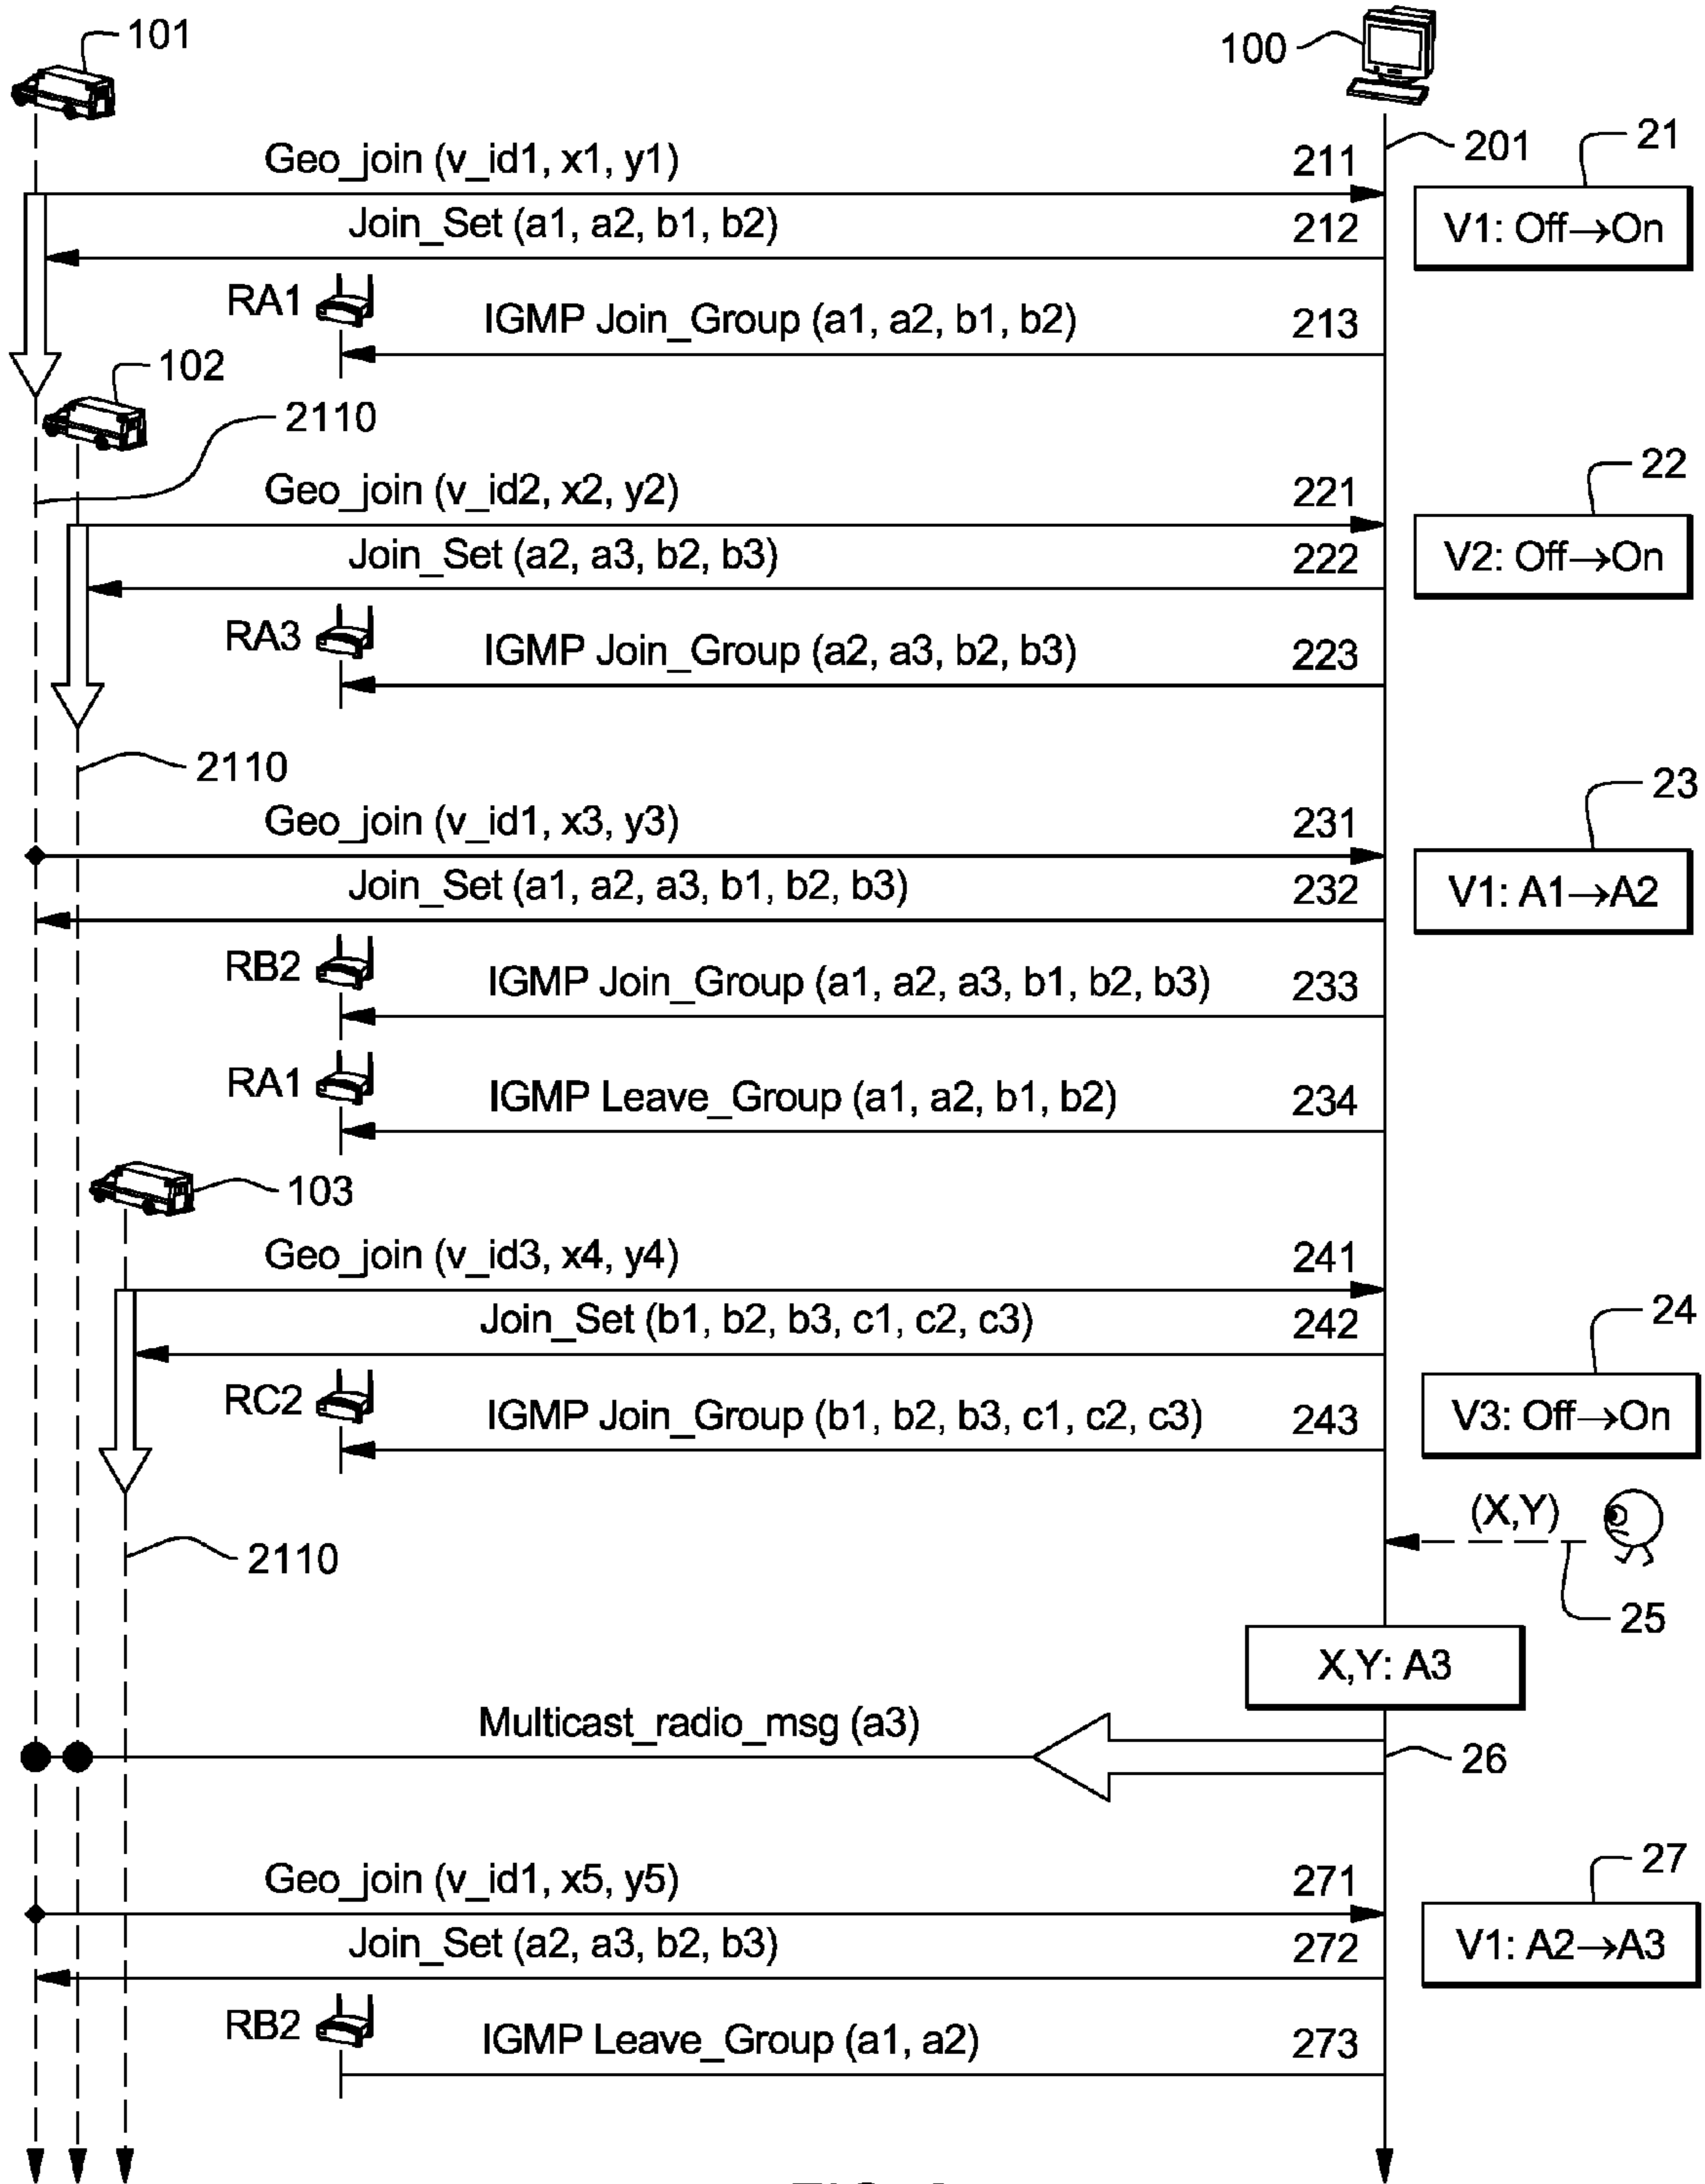 101
100
201
21
Geo_join (v_id1, x1, y1)
211
V1: Off→On
Join_Set (a1, a2, b1, b2)
212
RA1
IGMP Join_Group (a1, a2, b1, b2)
213
102
2110
Geo_join (v_id2, x2, y2)
221
22
V2: Off→On
Join_Set (a2, a3, b2, b3)
222
RA3
IGMP Join_Group (a2, a3, b2, b3)
223
2110
23
Geo_join (v_id1, x3, y3)
231
V1: A1→A2
Join_Set (a1, a2, a3, b1, b2, b3)
232
RB2
IGMP Join_Group (a1, a2, a3, b1, b2, b3)
233
RA1
IGMP Leave_Group (a1, a2, b1, b2)
234
103
Geo_join (v_id3, x4, y4)
241
Join_Set (b1, b2, b3, c1, c2, c3)
242
24
RC2
IGMP Join_Group (b1, b2, b3, c1, c2, c3)
243
V3: Off→On
(X,Y)
2110
25
X,Y: A3
Multicast_radio_msg (a3)
26
27
Geo_join (v_id1, x5, y5)
271
V1: A2→A3
Join_Set (a2, a3, b2, b3)
272
RB2
IGMP Leave_Group (a1, a2)
273